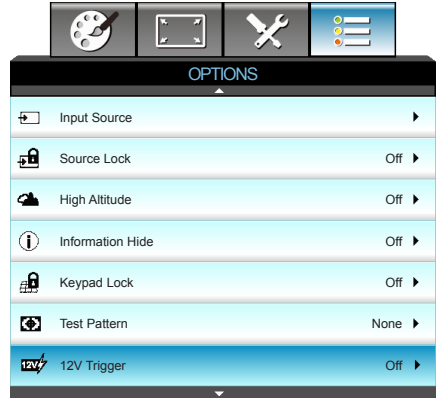 OPTIONS
Input Source
Source Lock Off
High Altitude Off
Information Hide Off
Keypad Lock Off
Test Pattern None
12V 12V Trigger Off